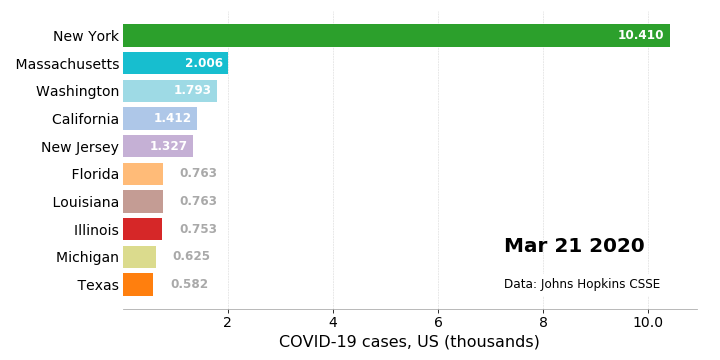 New York 10.410
Massachusetts 2.006
Washington 1.793
California 1.412
New Jersey 1.327
Florida 0.763
Louisiana 0.763
Illinois 0.753
Michigan 0.625
Texas 0.582
Mar 21 2020
Data: Johns Hopkins CSSE
2 4 6 8 10.0
COVID-19 cases, US (thousands)